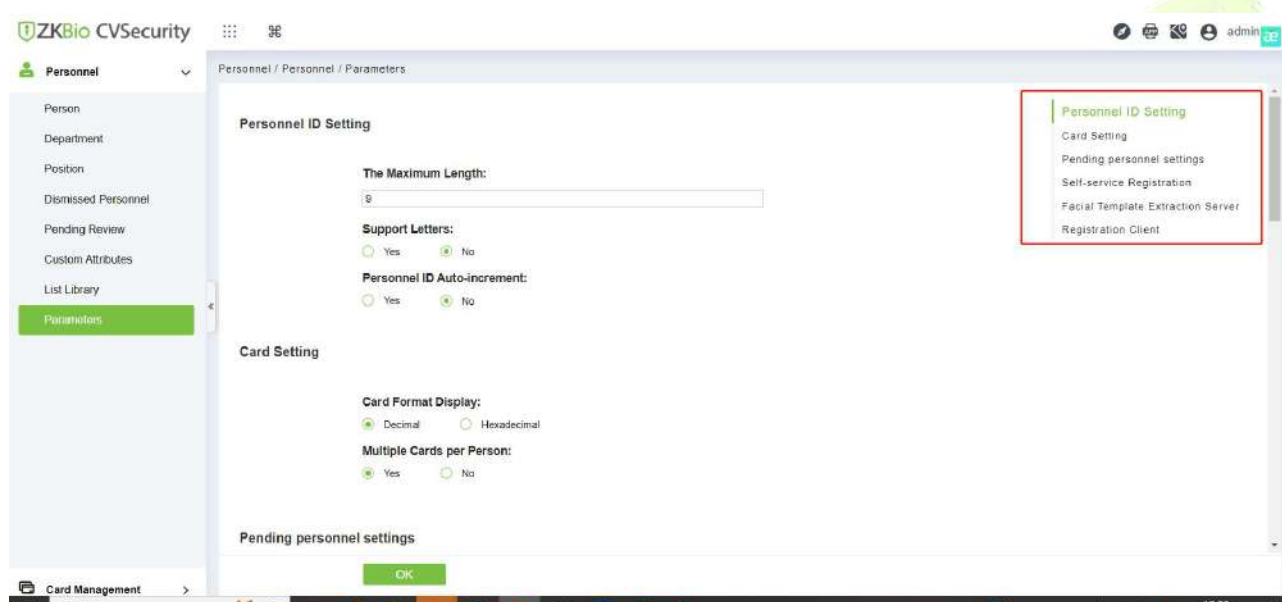 ZKBio CVSecurity
admin
æ
Personnel
Personnel / Personnel / Parameters
Person
Department
Position
Dismissed Personnel
Pending Review
Custom Attributes
List Library
Parameters
Card Management
Personnel ID Setting
The Maximum Length:
9
Support Letters:
Yes No
Personnel ID Auto-increment:
Yes No
Card Setting
Card Format Display:
Decimal Hexadecimal
Multiple Cards per Person:
Yes No
Pending personnel settings
OK
Personnel ID Setting
Card Setting
Pending personnel settings
Self-service Registration
Facial Template Extraction Server
Registration Client